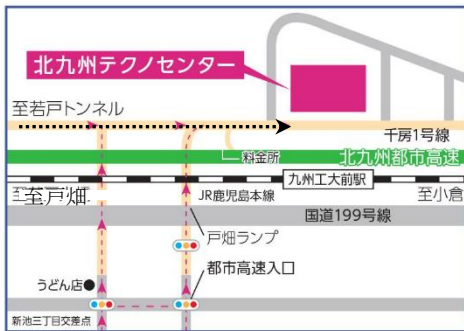 北九州テクノセンター
至若戸トンネル
千房1号線
料金所
北九州都市高速
九州工大前駅
至戸畑
JR鹿児島本線
至小倉
国道199号線
戸畑ランプ
うどん店
都市高速入口
新池三丁目交差点